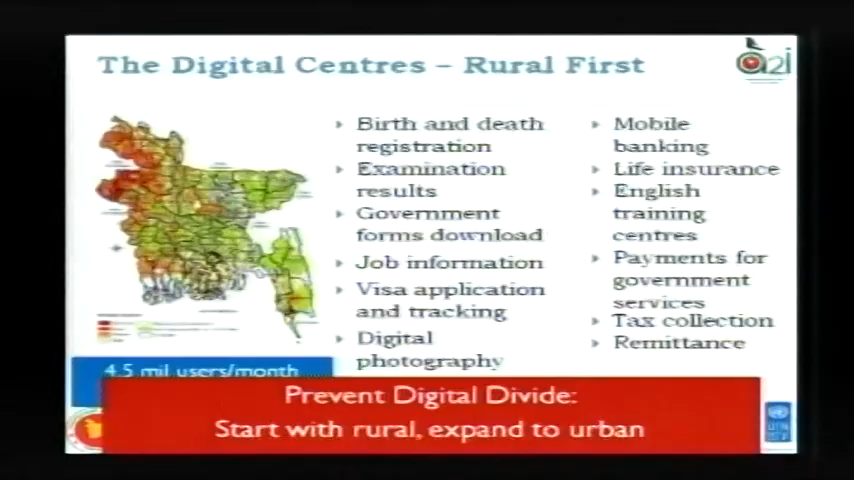 The Digital Centres – Rural First
a2i
Birth and death
registration
Examination
results
Government
forms download
Job information
Visa application
and tracking
Digital
photography
Mobile
banking
Life insurance
English
training
centres
Payments for
government
services
Tax collection
Remittance
4.5 mil users/month
Prevent Digital Divide:
Start with rural, expand to urban